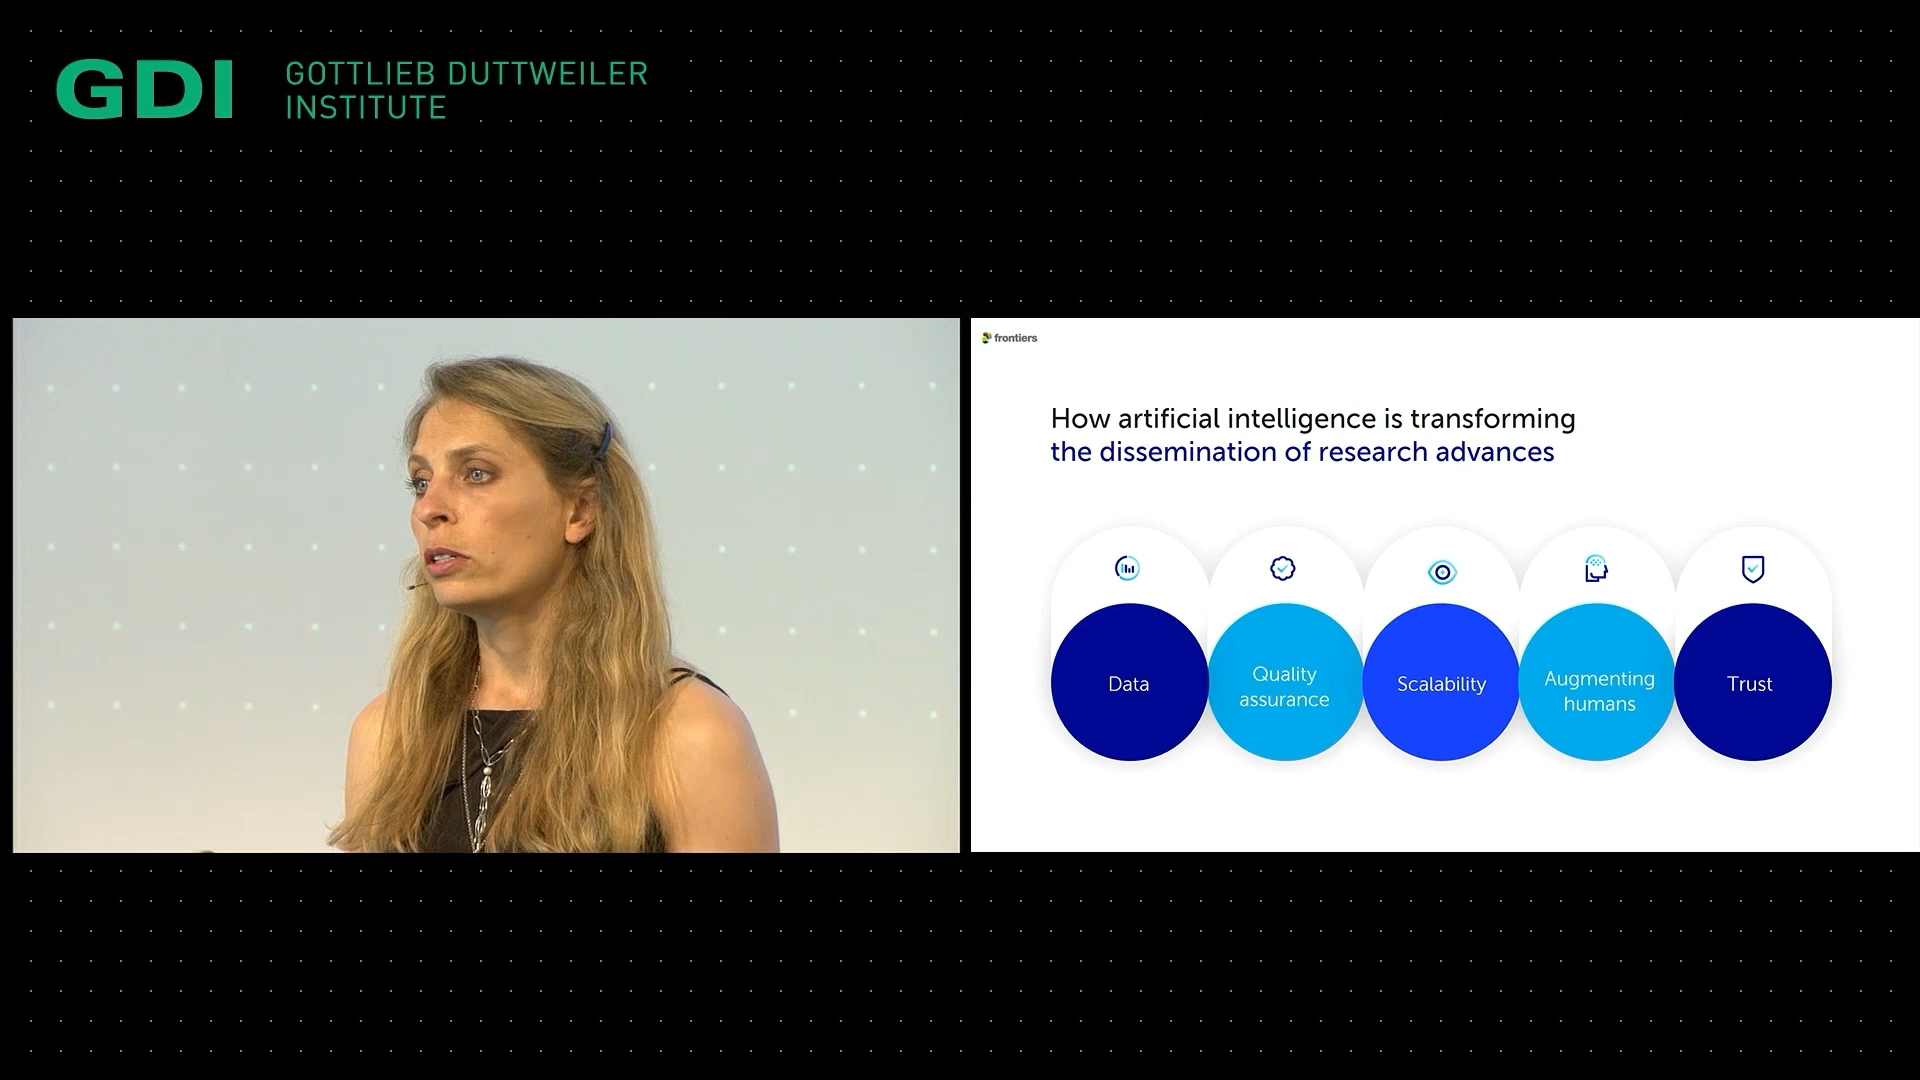 GDI
GOTTLIEB DUTTWEILER
INSTITUTE
frontiers
How artificial intelligence is transforming
the dissemination of research advances
Data
Quality
assurance
Scalability
Augmenting
humans
Trust